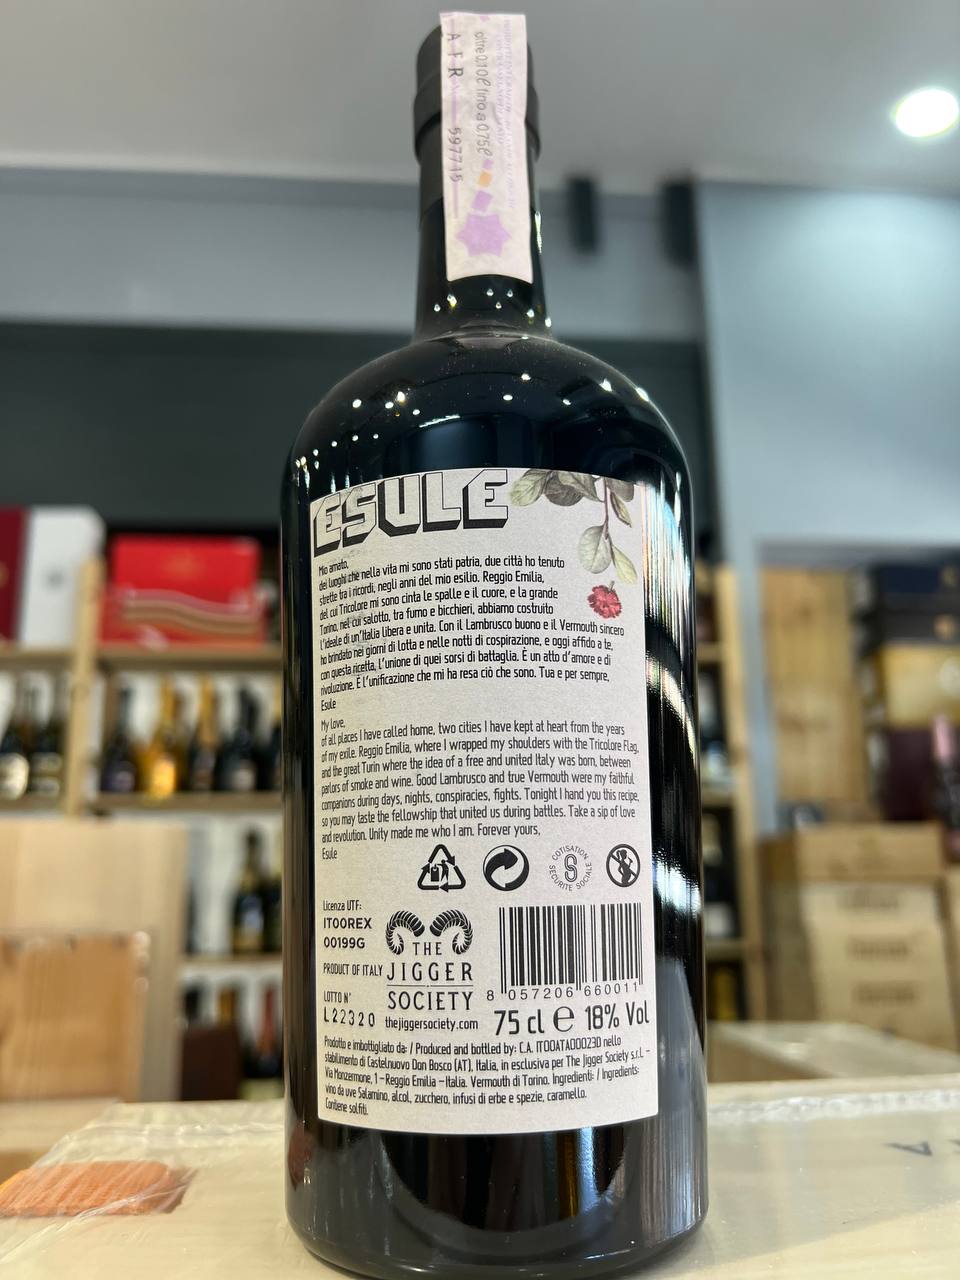 AFR
597715
oltre 0.10ℓ fino a 0.75ℓ
ESULE
Mio amato,
dei luoghi che nella vita mi sono stati patria, due città ho tenuto
strette tra i ricordi, negli anni del mio esilio. Reggio Emilia,
del cui Tricolore mi sono cinta le spalle e il cuore, e la grande
Torino, nel cui salotto, tra fumo e bicchieri, abbiamo costruito
l'ideale di un'Italia libera e unita. Con il Lambrusco buono e il Vermouth sincero
ho brindato nei giorni di lotta e nelle notti di cospirazione, e oggi affido a te,
con questa ricetta, L'unione di quei sorsi di battaglia. È un atto d'amore e di
rivoluzione. È l'unificazione che mi ha resa ciò che sono. Tua e per sempre,
Esule
My love,
of all places I have called home, two cities I have kept at heart from the years
of my exile. Reggio Emilia, where I wrapped my shoulders with the Tricolore Flag,
and the great Turin where the idea of a free and united Italy was born, between
parlors of smoke and wine. Good Lambrusco and true Vermouth were my faithful
companions during days, nights, conspiracies, fights. Tonight I hand you this recipe,
so you may taste the fellowship that united us during battles. Take a sip of love
and revolution. Unity made me who I am. Forever yours,
Esule
COTISATION
SECURITE SOCIALE
Licenza UTF:
IT00REX
00199G
PRODUCT OF ITALY
LOTTO N°
L22320
THE
JIGGER
SOCIETY
thejiggersociety.com
8 057206 660011
75 cl ℮ 18% Vol
Prodotto e imbottigliato da: / Produced and bottled by: C.A. IT00ATA00023D nello
stabilimento di Castelnuovo Don Bosco (AT), Italia, in esclusiva per The Jigger Society s.r.l. –
Via Monzermone, 1 – Reggio Emilia – Italia. Vermouth di Torino. Ingredienti: / Ingredients:
vino da uve Salamino, alcol, zucchero, infusi di erbe e spezie, caramello.
Contiene solfiti.